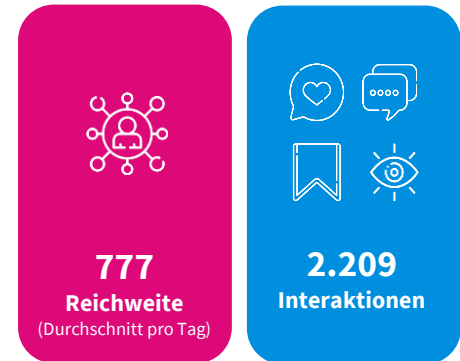 777
Reichweite
(Durchschnitt pro Tag)
2.209
Interaktionen